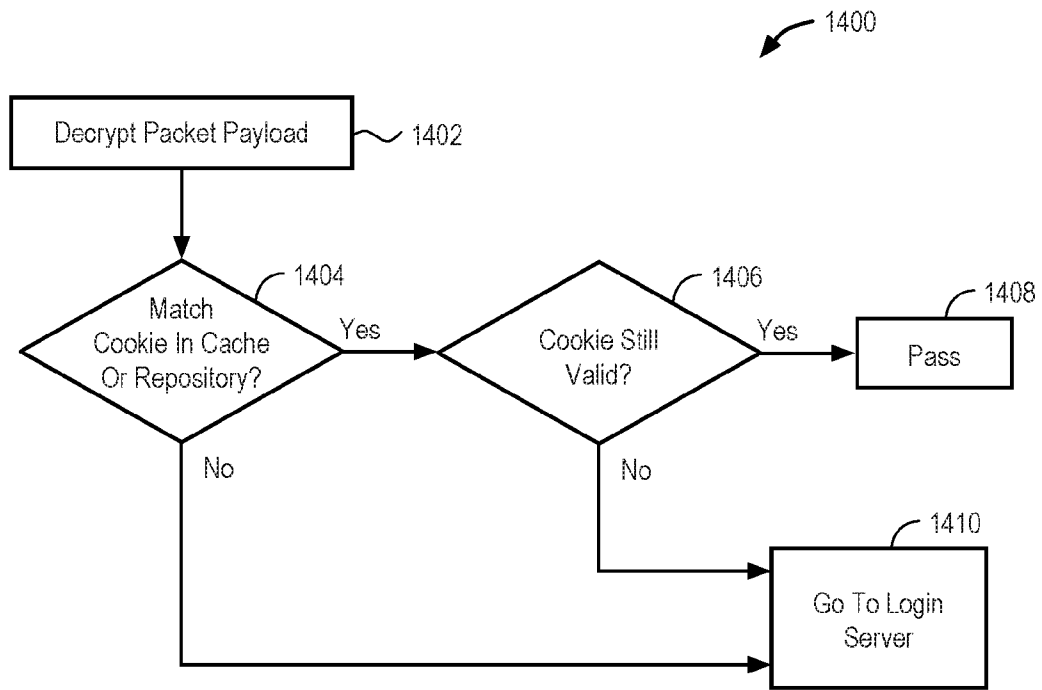 1400
Decrypt Packet Payload
1402
1404
Match
Cookie In Cache
Or Repository?
Yes
No
1406
Cookie Still
Valid?
Yes
No
1408
Pass
1410
Go To Login
Server